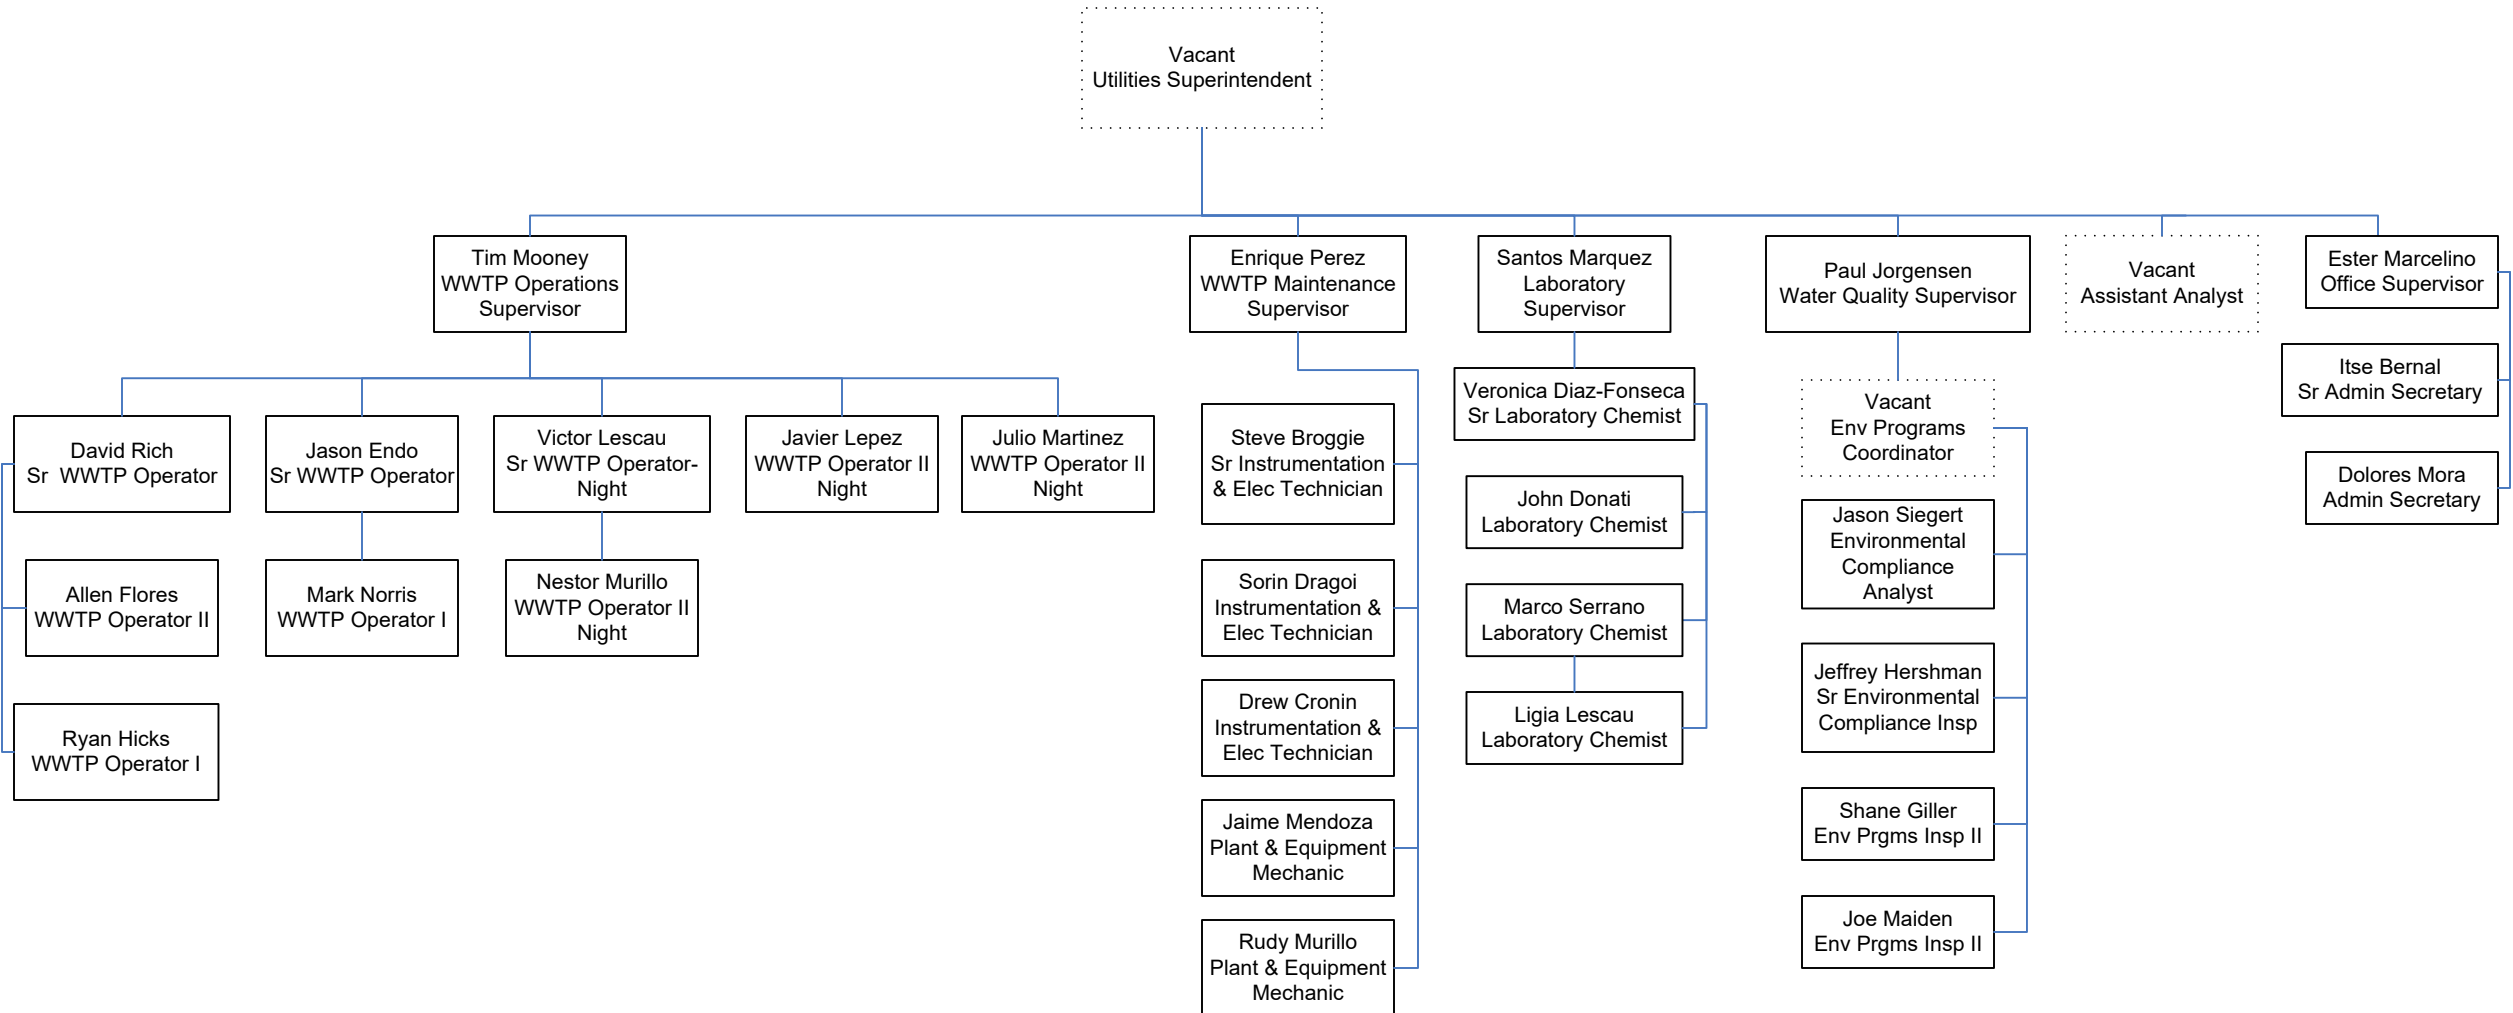 Vacant
Utilities Superintendent
Tim Mooney
WWTP Operations
Supervisor
Enrique Perez
WWTP Maintenance
Supervisor
Santos Marquez
Laboratory
Supervisor
Paul Jorgensen
Water Quality Supervisor
Vacant
Assistant Analyst
Ester Marcelino
Office Supervisor
David Rich
Sr  WWTP Operator
Jason Endo
Sr WWTP Operator
Victor Lescau
Sr WWTP Operator-
Night
Javier Lepez
WWTP Operator II
Night
Julio Martinez
WWTP Operator II
Night
Allen Flores
WWTP Operator II
Mark Norris
WWTP Operator I
Nestor Murillo
WWTP Operator II
Night
Ryan Hicks
WWTP Operator I
Steve Broggie
Sr Instrumentation
& Elec Technician
Sorin Dragoi
Instrumentation &
Elec Technician
Drew Cronin
Instrumentation &
Elec Technician
Jaime Mendoza
Plant & Equipment
Mechanic
Rudy Murillo
Plant & Equipment
Mechanic
Veronica Diaz-Fonseca
Sr Laboratory Chemist
John Donati
Laboratory Chemist
Marco Serrano
Laboratory Chemist
Ligia Lescau
Laboratory Chemist
Vacant
Env Programs
Coordinator
Jason Siegert
Environmental
Compliance
Analyst
Jeffrey Hershman
Sr Environmental
Compliance Insp
Shane Giller
Env Prgms Insp II
Joe Maiden
Env Prgms Insp II
Itse Bernal
Sr Admin Secretary
Dolores Mora
Admin Secretary